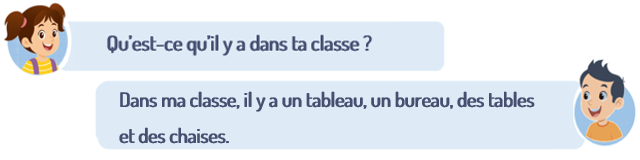 Qu'est-ce qu'il y a dans ta classe ?
Dans ma classe, il y a un tableau, un bureau, des tables
et des chaises.